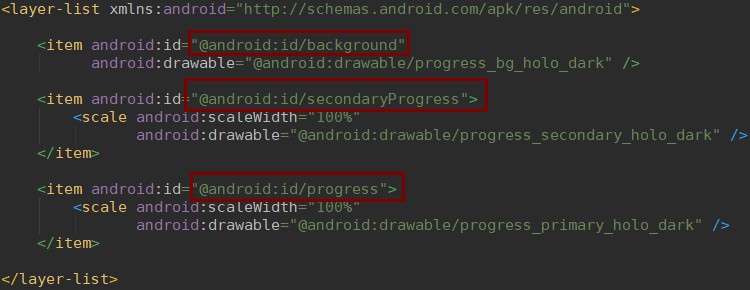 <layer-list xmlns:android="http://schemas.android.com/apk/res/android">
<item android:id="@android:id/background"
android:drawable="@android:drawable/progress_bg_holo_dark" />
<item android:id="@android:id/secondaryProgress">
<scale android:scaleWidth="100%"
android:drawable="@android:drawable/progress_secondary_holo_dark" />
</item>
<item android:id="@android:id/progress">
<scale android:scaleWidth="100%"
android:drawable="@android:drawable/progress_primary_holo_dark" />
</item>
</layer-list>